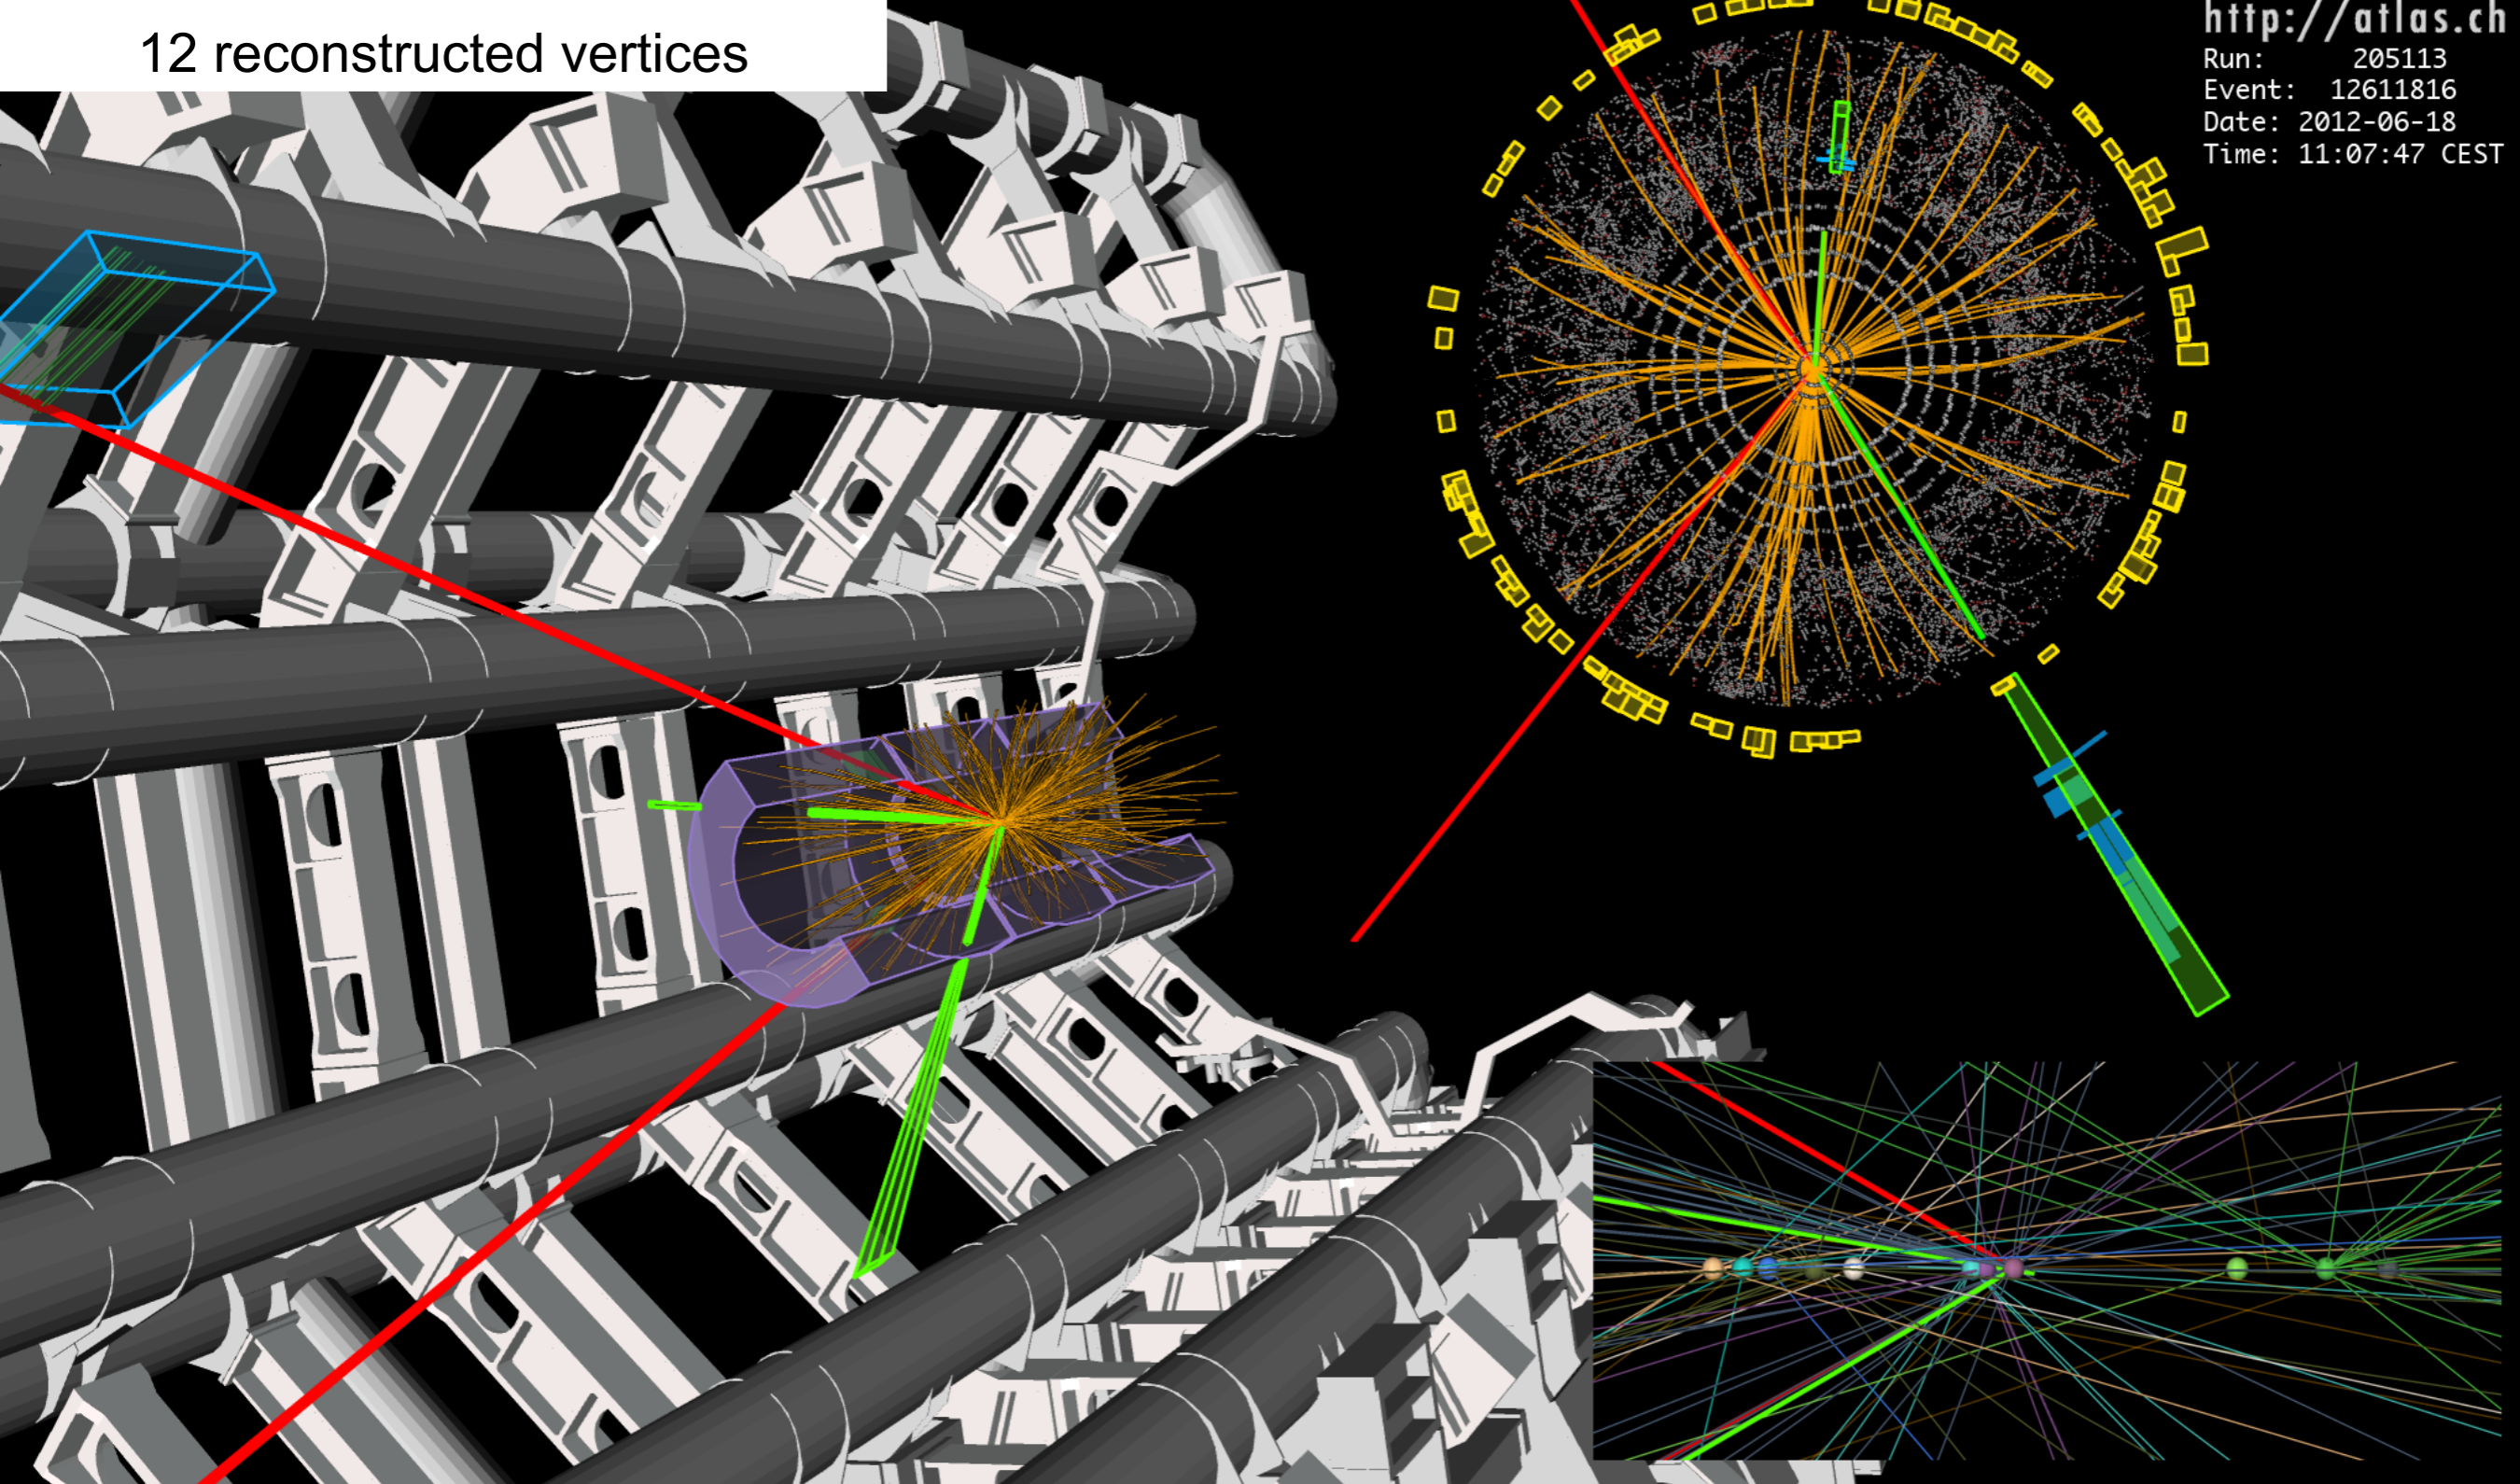 12 reconstructed vertices
http://atlas.ch
Run: 205113
Event: 12611816
Date: 2012-06-18
Time: 11:07:47 CEST